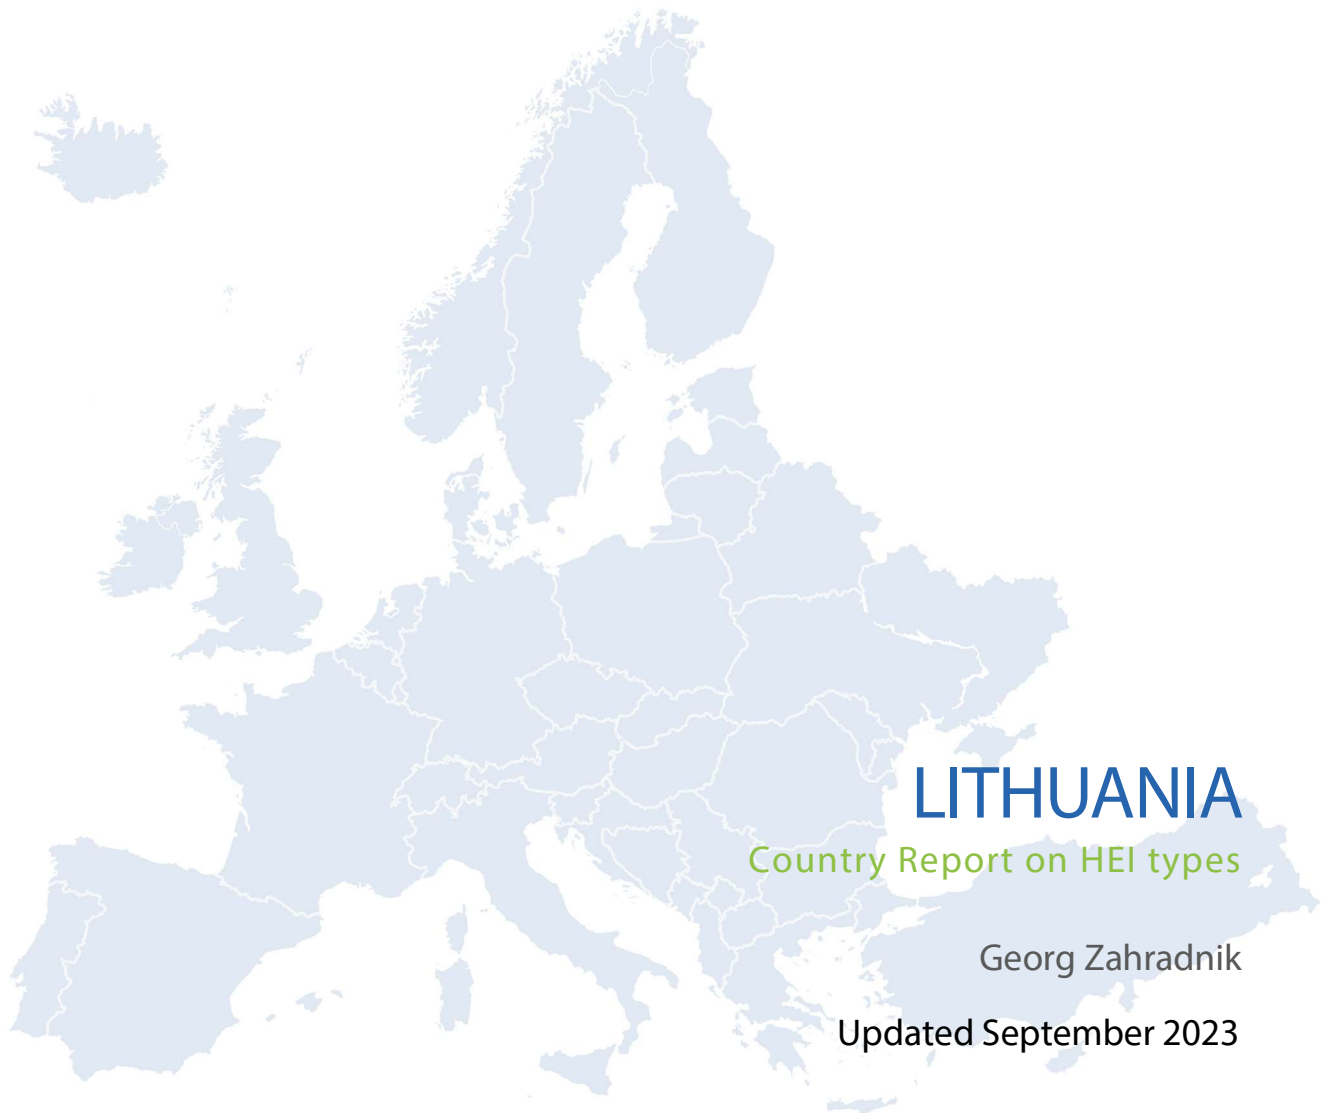 LITHUANIA
Country Report on HEI types
Georg Zahradnik
Updated September 2023